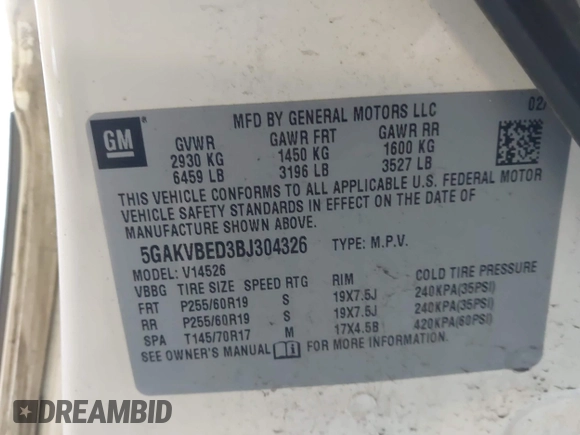 MFD BY GENERAL MOTORS LLC 02/
GM GVWR GAWR FRT GAWR RR
2930 KG 1450 KG 1600 KG
6459 LB 3196 LB 3527 LB
THIS VEHICLE CONFORMS TO ALL APPLICABLE U.S. FEDERAL MOTOR
VEHICLE SAFETY STANDARDS IN EFFECT ON THE DATE OF
MANUFACTURE SHOWN ABOVE.
5GAKVBED3BJ304326 TYPE: M.P.V.
MODEL: V14526
VBBG TIRE SIZE SPEED RTG RIM COLD TIRE PRESSURE
FRT P255/60R19 S 19X7.5J 240KPA(35PSI)
RR P255/60R19 S 19X7.5J 240KPA(35PSI)
SPA T145/70R17 M 17X4.5B 420KPA(60PSI)
SEE OWNER'S MANUAL FOR MORE INFORMATION.
DREAMBID